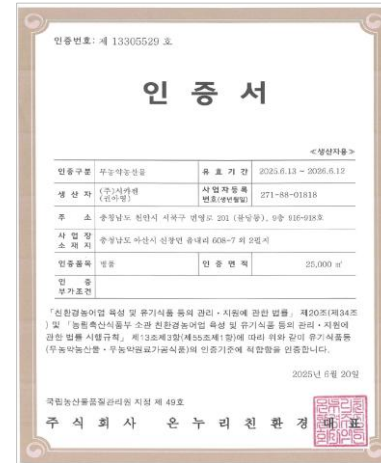 인증번호: 제 13305529 호
인 증 서
<생산자용>
인증구분 무농약농산물 유 효 기 간 2025.6.13 ~ 2026.6.12
생 산 자 (주)서카렌 사업자등록 번호(생년월일) 271-88-01818
주 소 충청남도 천안시 서북구 번영로 201 (불당동), 9층 916-918호
사 업 장 소 재 지 충청남도 아산시 신창면 읍내리 608-7 외 2필지
인증품목 인 증 면 적 25,000 ㎡
인 증 부가조건
「친환경농어업 육성 및 유기식품 등의 관리·지원에 관한 법률」 제20조(제34조
) 및 「농림축산식품부 소관 친환경농어업 육성 및 유기식품 등의 관리·지원에
관한 법률 시행규칙」 제13조제3항(제55조제1항)에 따라 위와 같이 유기식품등
(무농약농산물·무농약원료가공식품)의 인증기준에 적합함을 인증합니다.
2025년 6월 20일
국립농산물품질관리원 지정 제 49호
주 식 회 사 온 누 리 친 환 경 대 표